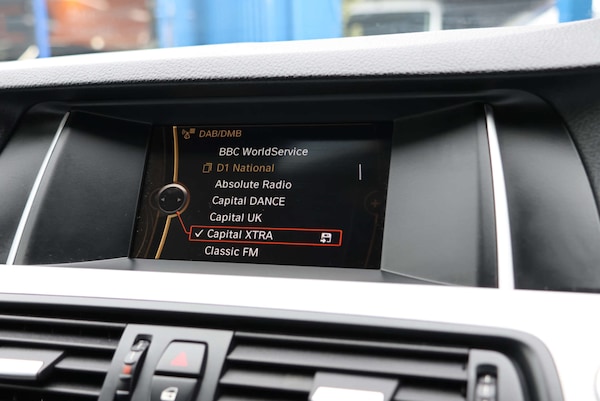 DAB/DMB
BBC WorldService
D1 National
Absolute Radio
Capital DANCE
Capital UK
Capital XTRA
Classic FM